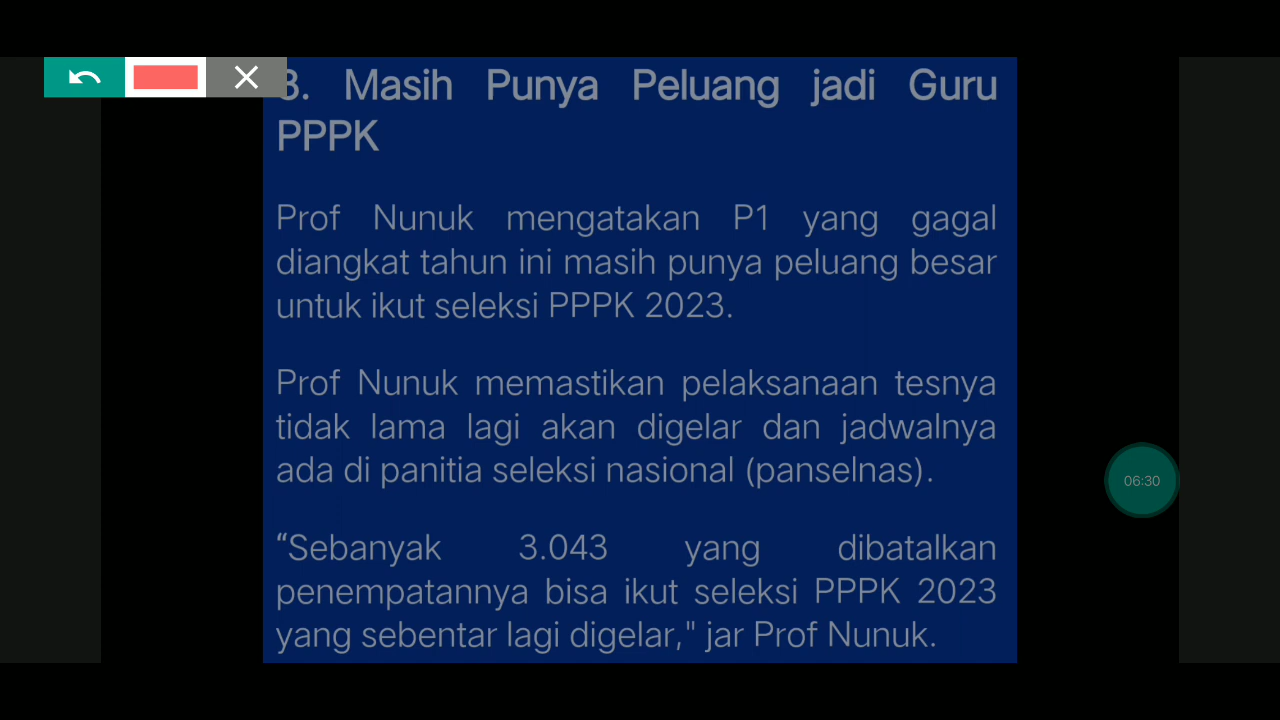 3. Masih Punya Peluang jadi Guru
PPPK
Prof Nunuk mengatakan P1 yang gagal
diangkat tahun ini masih punya peluang besar
untuk ikut seleksi PPPK 2023.
Prof Nunuk memastikan pelaksanaan tesnya
tidak lama lagi akan digelar dan jadwalnya
ada di panitia seleksi nasional (panselnas).
06:30
“Sebanyak 3.043 yang dibatalkan
penempatannya bisa ikut seleksi PPPK 2023
yang sebentar lagi digelar," jar Prof Nunuk.